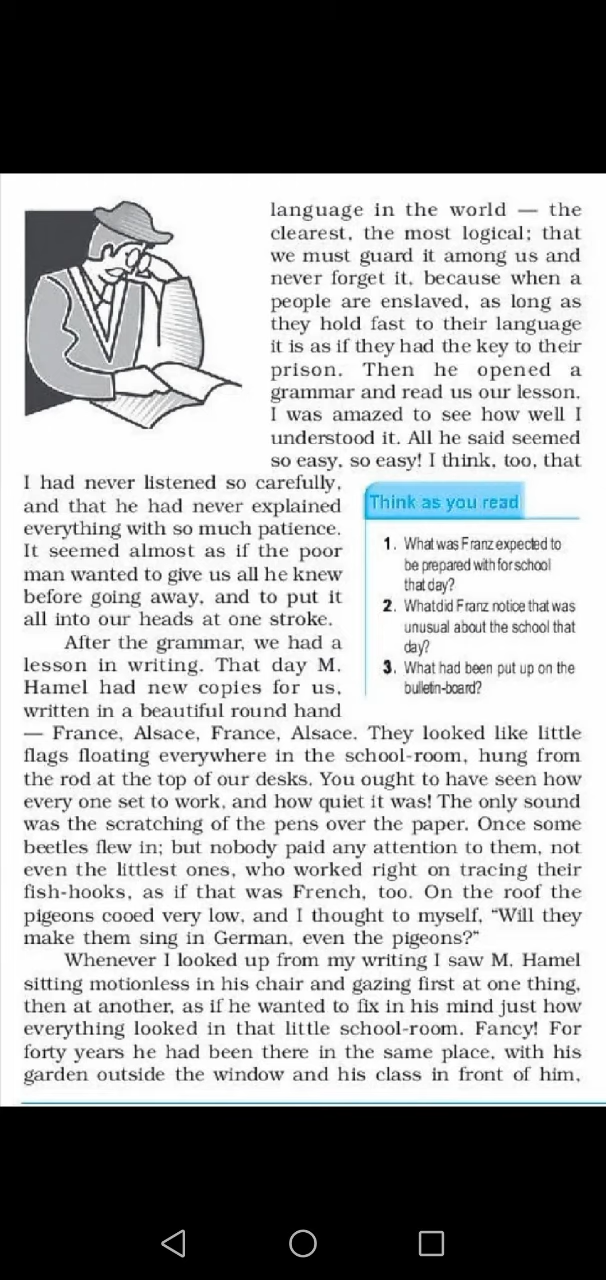 language in the world — the
clearest, the most logical; that
we must guard it among us and
never forget it, because when a
people are enslaved, as long as
they hold fast to their language
it is as if they had the key to their
prison. Then he opened a
grammar and read us our lesson.
I was amazed to see how well I
understood it. All he said seemed
so easy, so easy! I think, too, that
I had never listened so carefully,
and that he had never explained
everything with so much patience.
It seemed almost as if the poor
man wanted to give us all he knew
before going away, and to put it
all into our heads at one stroke.
After the grammar, we had a
lesson in writing. That day M.
Hamel had new copies for us,
written in a beautiful round hand
Think as you read
1. What was Franz expected to
be prepared with for school
that day?
2. What did Franz notice that was
unusual about the school that
day?
3. What had been put up on the
bulletin-board?
— France, Alsace, France, Alsace. They looked like little
flags floating everywhere in the school-room, hung from
the rod at the top of our desks. You ought to have seen how
every one set to work, and how quiet it was! The only sound
was the scratching of the pens over the paper. Once some
beetles flew in; but nobody paid any attention to them, not
even the littlest ones, who worked right on tracing their
fish-hooks, as if that was French, too. On the roof the
pigeons cooed very low, and I thought to myself, “Will they
make them sing in German, even the pigeons?”
Whenever I looked up from my writing I saw M. Hamel
sitting motionless in his chair and gazing first at one thing,
then at another, as if he wanted to fix in his mind just how
everything looked in that little school-room. Fancy! For
forty years he had been there in the same place, with his
garden outside the window and his class in front of him,